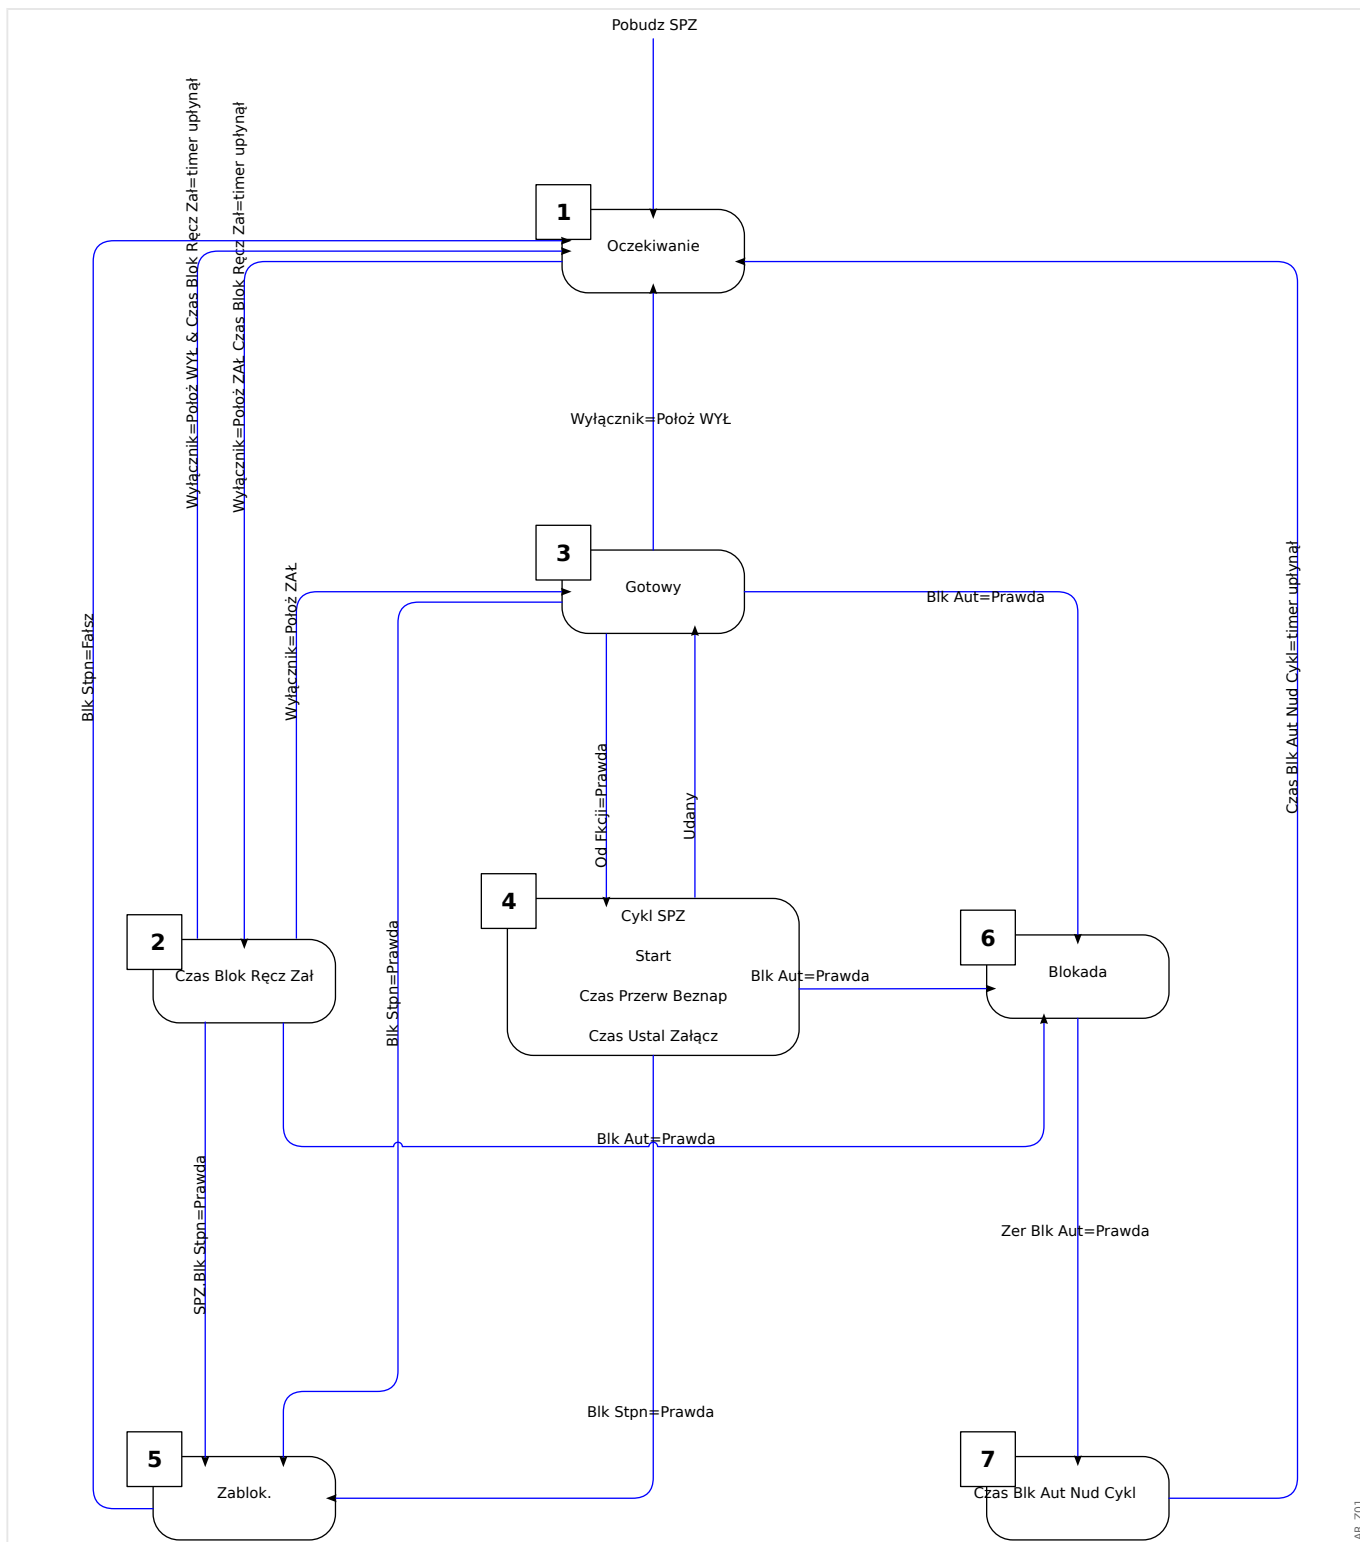 Pobudz SPZ
Wyłącznik=Położ WYŁ & Czas Blok Ręcz Zał=timer upłynął
Wyłącznik=Położ ZAŁ Czas Blok Ręcz Zał=timer upłynął
1
Oczekiwanie
Wyłącznik=Położ WYŁ
3
Gotowy
Blk Aut=Prawda
Wyłącznik=Położ ZAŁ
Blk Stpn=Fałsz
Czas Blk Aut Nud Cykl=timer upłynął
Od Fkcji=Prawda
Udany
4
Cykl SPZ
Start
Czas Przerw Beznap
Czas Ustal Załącz
2
Czas Blok Ręcz Zał
Blk Stpn=Prawda
Blk Aut=Prawda
6
Blokada
Blk Aut=Prawda
SPZ.Blk Stpn=Prawda
Zer Blk Aut=Prawda
Blk Stpn=Prawda
5
Zablok.
7
Czas Blk Aut Nud Cykl
AR_Z01